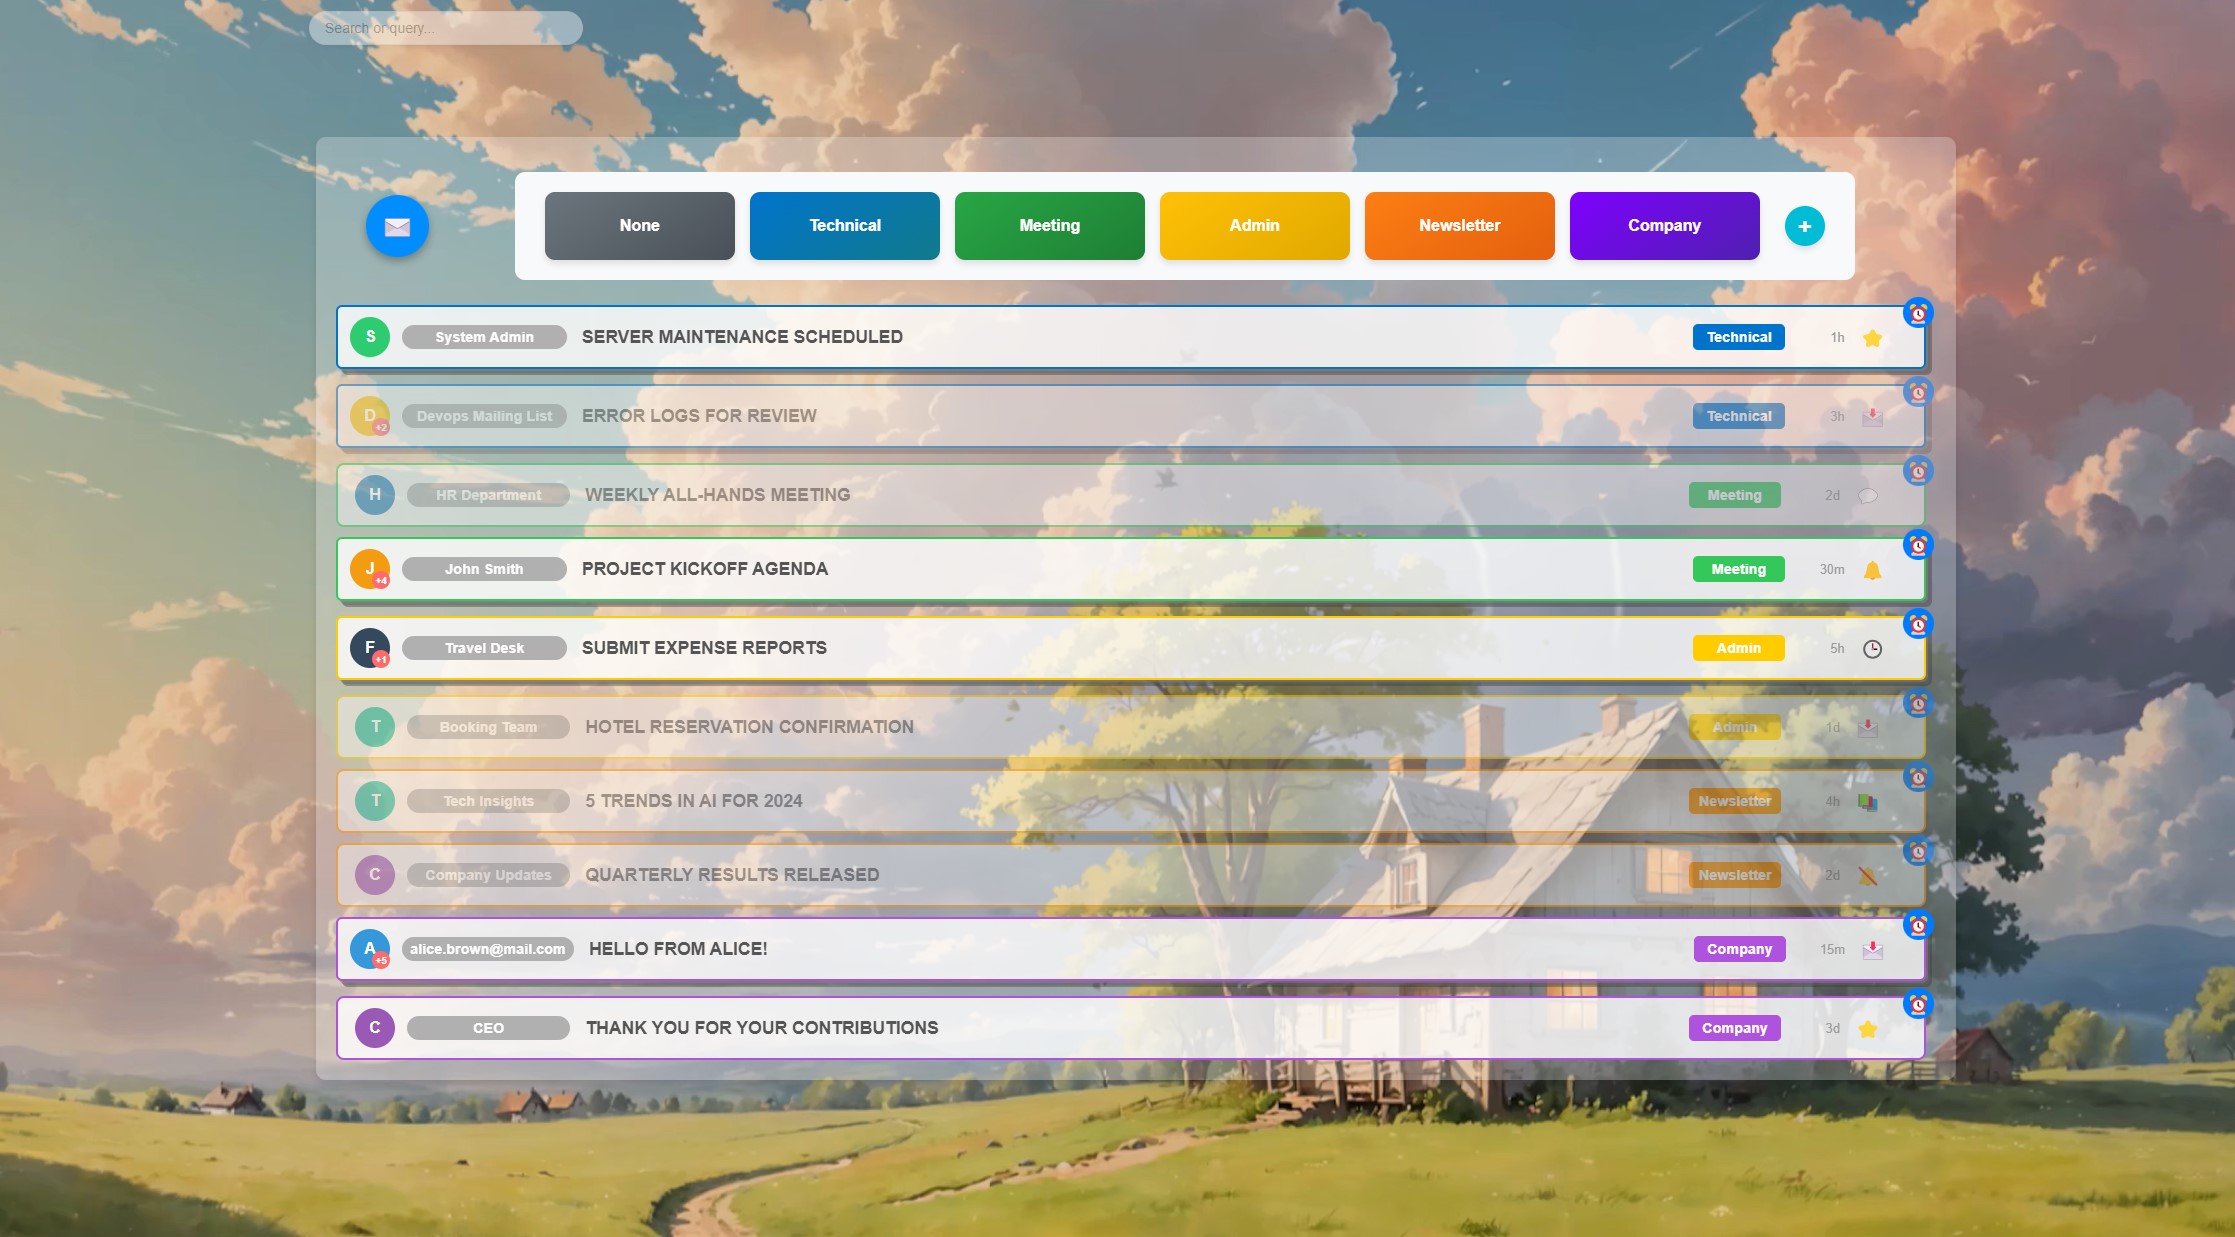 Search or query...
None Technical Meeting Admin Newsletter Company +
S System Admin SERVER MAINTENANCE SCHEDULED Technical 1h
D +2 Devops Mailing List ERROR LOGS FOR REVIEW Technical 3h
H HR Department WEEKLY ALL-HANDS MEETING Meeting 2d
J +4 John Smith PROJECT KICKOFF AGENDA Meeting 30m
F +1 Travel Desk SUBMIT EXPENSE REPORTS Admin 5h
T Booking Team HOTEL RESERVATION CONFIRMATION Admin 1d
T Tech Insights 5 TRENDS IN AI FOR 2024 Newsletter 4h
C Company Updates QUARTERLY RESULTS RELEASED Newsletter 2d
A +5 alice.brown@mail.com HELLO FROM ALICE! Company 15m
C CEO THANK YOU FOR YOUR CONTRIBUTIONS Company 3d